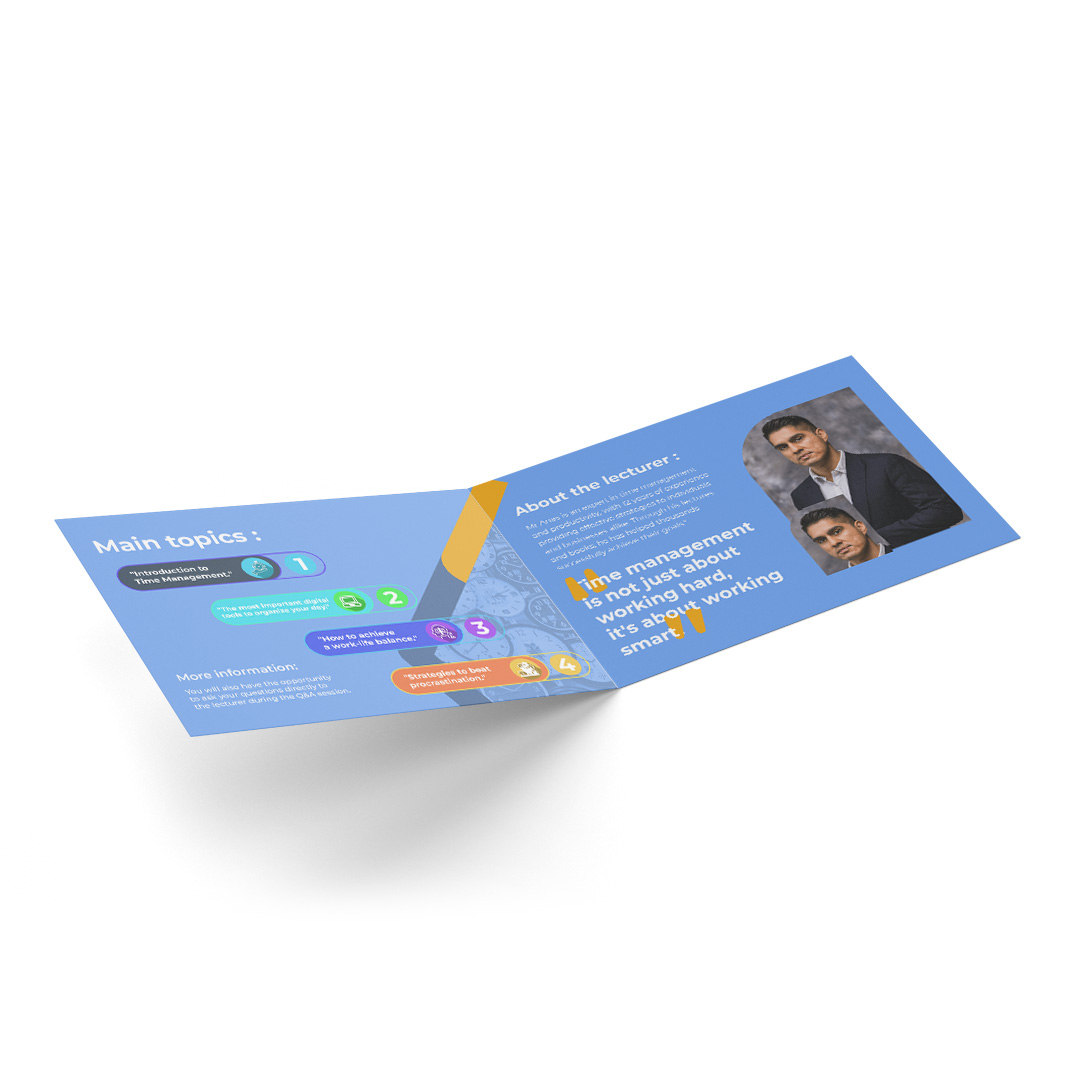 Main topics :
"Introduction to
Time Management."
1
"The most important digital
tools to organize your day."
2
"How to achieve
a work-life balance."
3
"Strategies to beat
procrastination."
4
More information:
You will also have the opportunity
to ask your questions directly to
the lecturer during the Q&A session.
About the lecturer :
Mr Arias is an expert in time management
and productivity, with 12 years of experience
providing effective strategies to individuals
and businesses alike. Through his lectures
and books, he has helped thousands
successfully achieve their goals."
"Time management
is not just about
working hard,
it's about working
smart"